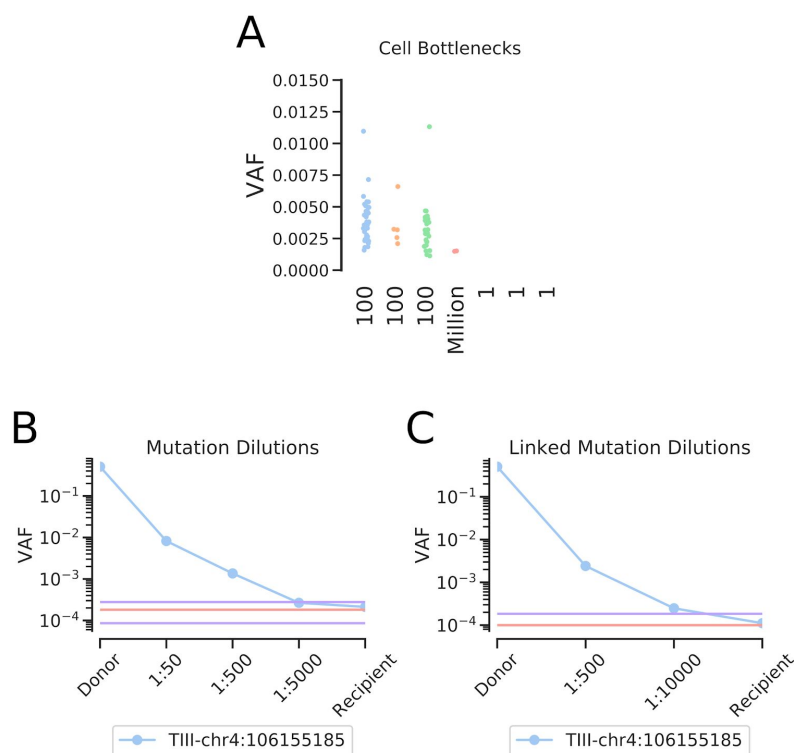 A
Cell Bottlenecks
VAF
0.0150
0.0125
0.0100
0.0075
0.0050
0.0025
0.0000
100
100
100
Million
1
1
1
B
Mutation Dilutions
VAF
10⁻¹
10⁻²
10⁻³
10⁻⁴
Donor
1:50
1:500
1:5000
Recipient
TIII-chr4:106155185
C
Linked Mutation Dilutions
VAF
10⁻¹
10⁻²
10⁻³
10⁻⁴
Donor
1:500
1:10000
Recipient
TIII-chr4:106155185